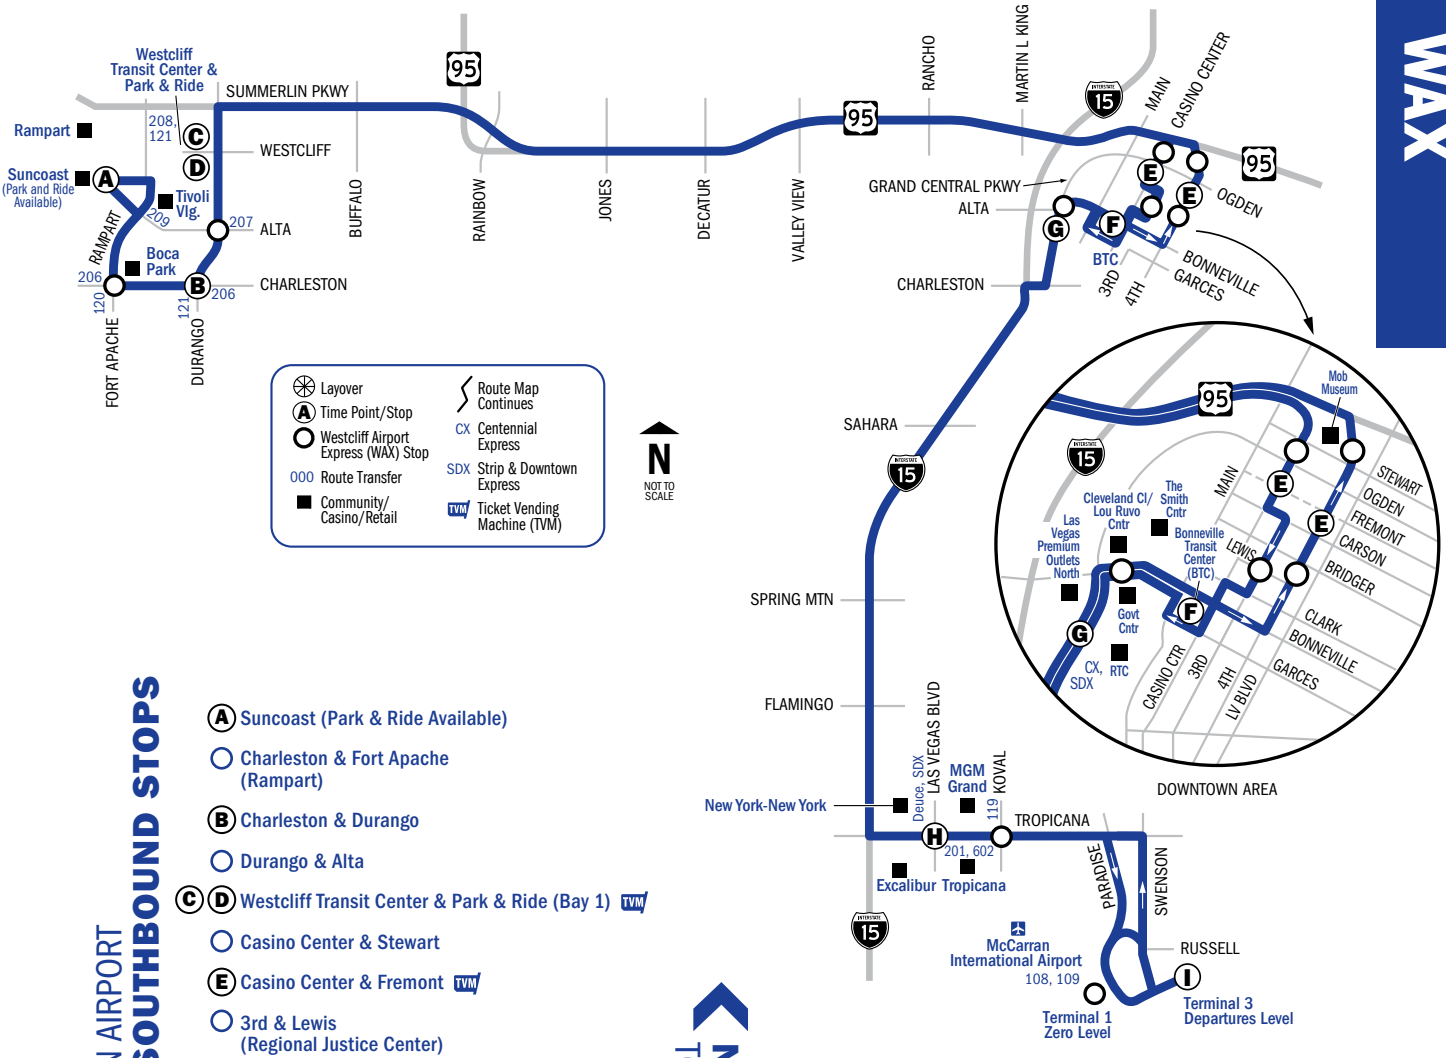 WAX
Westcliff
Transit Center &
Park & Ride
SUMMERLIN PKWY
95
RANCHO
MARTIN L KING
INTERSTATE
15
MAIN
CASINO CENTER
95
95
Rampart
208,
121
C
WESTCLIFF
D
Suncoast
(Park and Ride
Available)
A
Tivoli
Vlg.
209
RAMPART
207
ALTA
Boca
Park
206
120
B
206
121
CHARLESTON
FORT APACHE
DURANGO
BUFFALO
RAINBOW
JONES
DECATUR
VALLEY VIEW
GRAND CENTRAL PKWY
ALTA
E
E
OGDEN
G
F
BTC
3RD
4TH
BONNEVILLE
GARCES
CHARLESTON
Layover
A Time Point/Stop
Westcliff Airport
Express (WAX) Stop
000 Route Transfer
Community/
Casino/Retail
Route Map
Continues
CX Centennial
Express
SDX Strip & Downtown
Express
TVM Ticket Vending
Machine (TVM)
N
NOT TO
SCALE
SAHARA
INTERSTATE
15
SPRING MTN
FLAMINGO
LAS VEGAS BLVD
Deuce, SDX
MGM
Grand
KOVAL
119
New York-New York
TROPICANA
H
201, 602
Excalibur
Tropicana
PARADISE
SWENSON
INTERSTATE
15
McCarran
International Airport
108, 109
RUSSELL
I
Terminal 3
Departures Level
Terminal 1
Zero Level
Mob
Museum
95
INTERSTATE
15
MAIN
E
STEWART
OGDEN
FREMONT
CARSON
BRIDGER
E
Cleveland Cl/
Lou Ruvo
Cntr
The
Smith
Cntr
Las
Vegas
Premium
Outlets
North
Bonneville
Transit
Center
(BTC)
LEWIS
F
Govt
Cntr
G
RTC
CX,
SDX
CLARK
BONNEVILLE
GARCES
CASINO CTR
3RD
4TH
LV BLVD
DOWNTOWN AREA
N AIRPORT
SOUTHBOUND STOPS
A Suncoast (Park & Ride Available)
Charleston & Fort Apache
(Rampart)
B Charleston & Durango
Durango & Alta
C D Westcliff Transit Center & Park & Ride (Bay 1) TVM
Casino Center & Stewart
E Casino Center & Fremont TVM
3rd & Lewis
(Regional Justice Center)
N